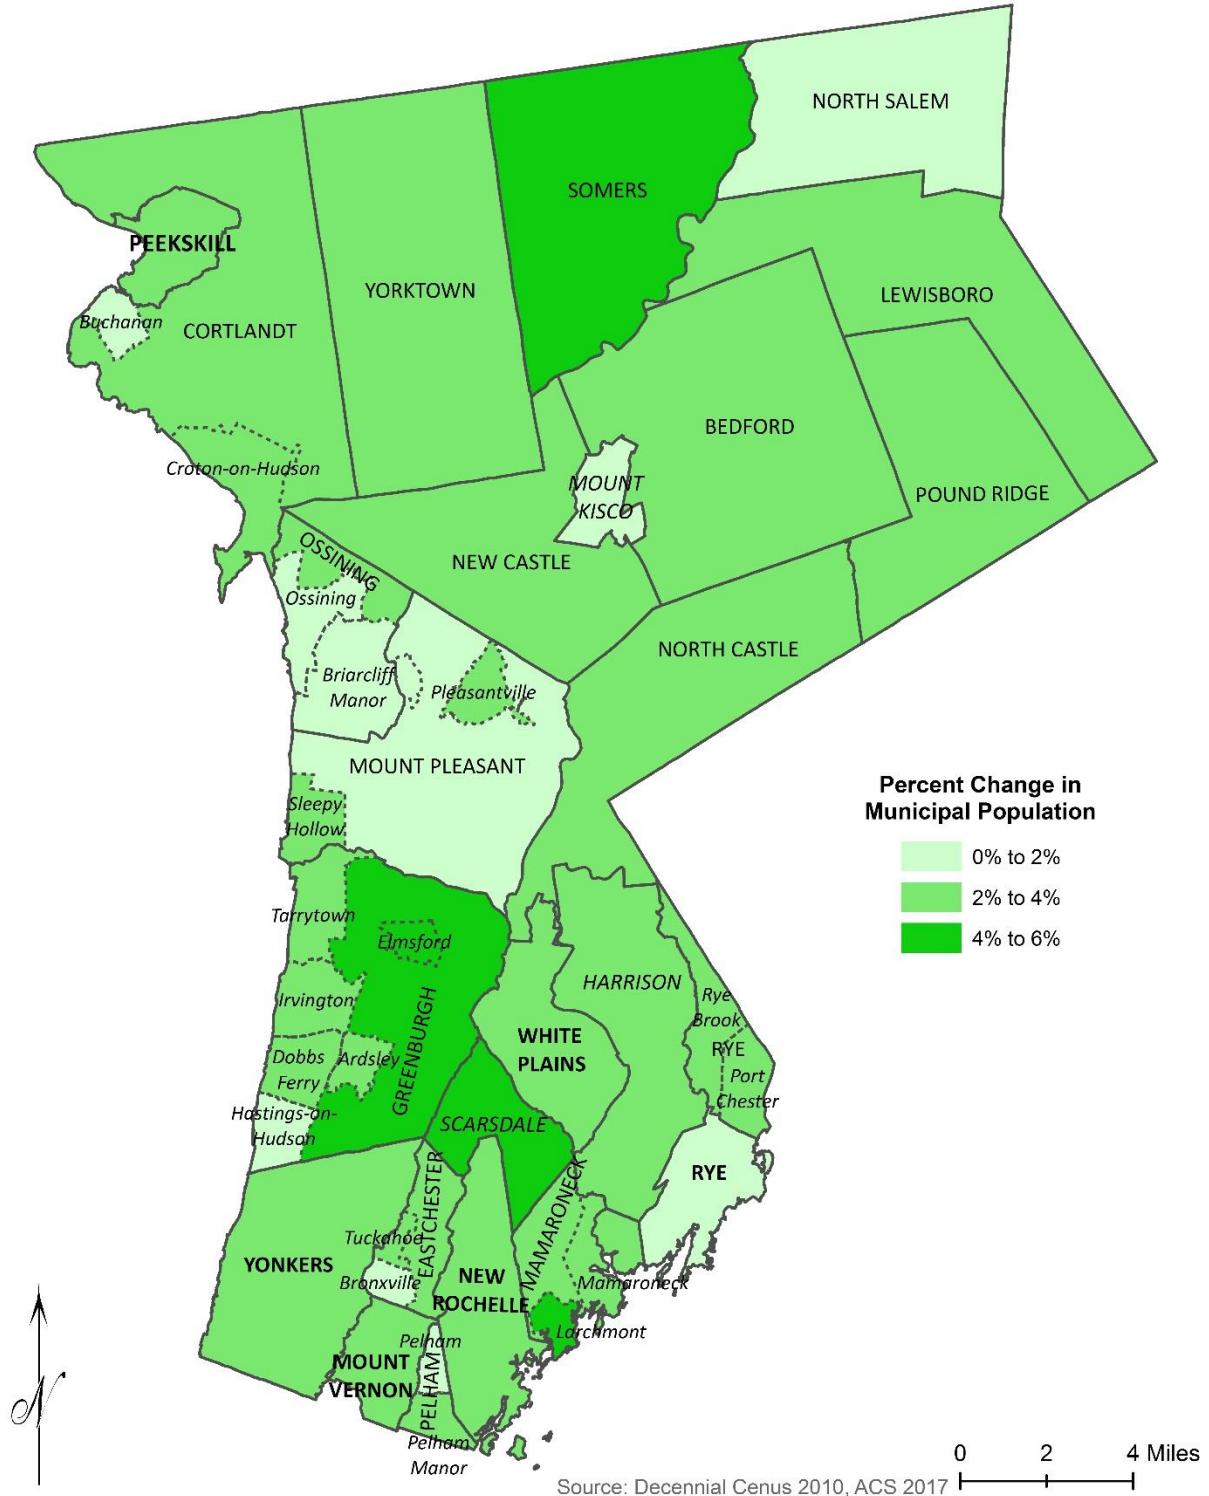 NORTH SALEM
SOMERS
PEEKSKILL
YORKTOWN
LEWISBORO
Buchanan
CORTLANDT
BEDFORD
Croton-on-Hudson
MOUNT
KISCO
POUND RIDGE
OSSINING
NEW CASTLE
Ossining
NORTH CASTLE
Briarcliff
Manor
Pleasantville
MOUNT PLEASANT
Sleepy
Hollow
Percent Change in
Municipal Population
0% to 2%
2% to 4%
4% to 6%
Tarrytown
Elmsford
HARRISON
Irvington
Rye
Brook
GREENBURGH
WHITE
PLAINS
RYE
Dobbs
Ferry
Ardsley
Port
Chester
Hastings-on-
Hudson
SCARSDALE
RYE
EASTCHESTER
MAMARONECK
Tuckahoe
YONKERS
Bronxville
NEW
ROCHELLE
Mamaroneck
Larchmont
Pelham
MOUNT
VERNON
PELHAM
Pelham
Manor
N
0 2 4 Miles
Source: Decennial Cenus 2010, ACS 2017